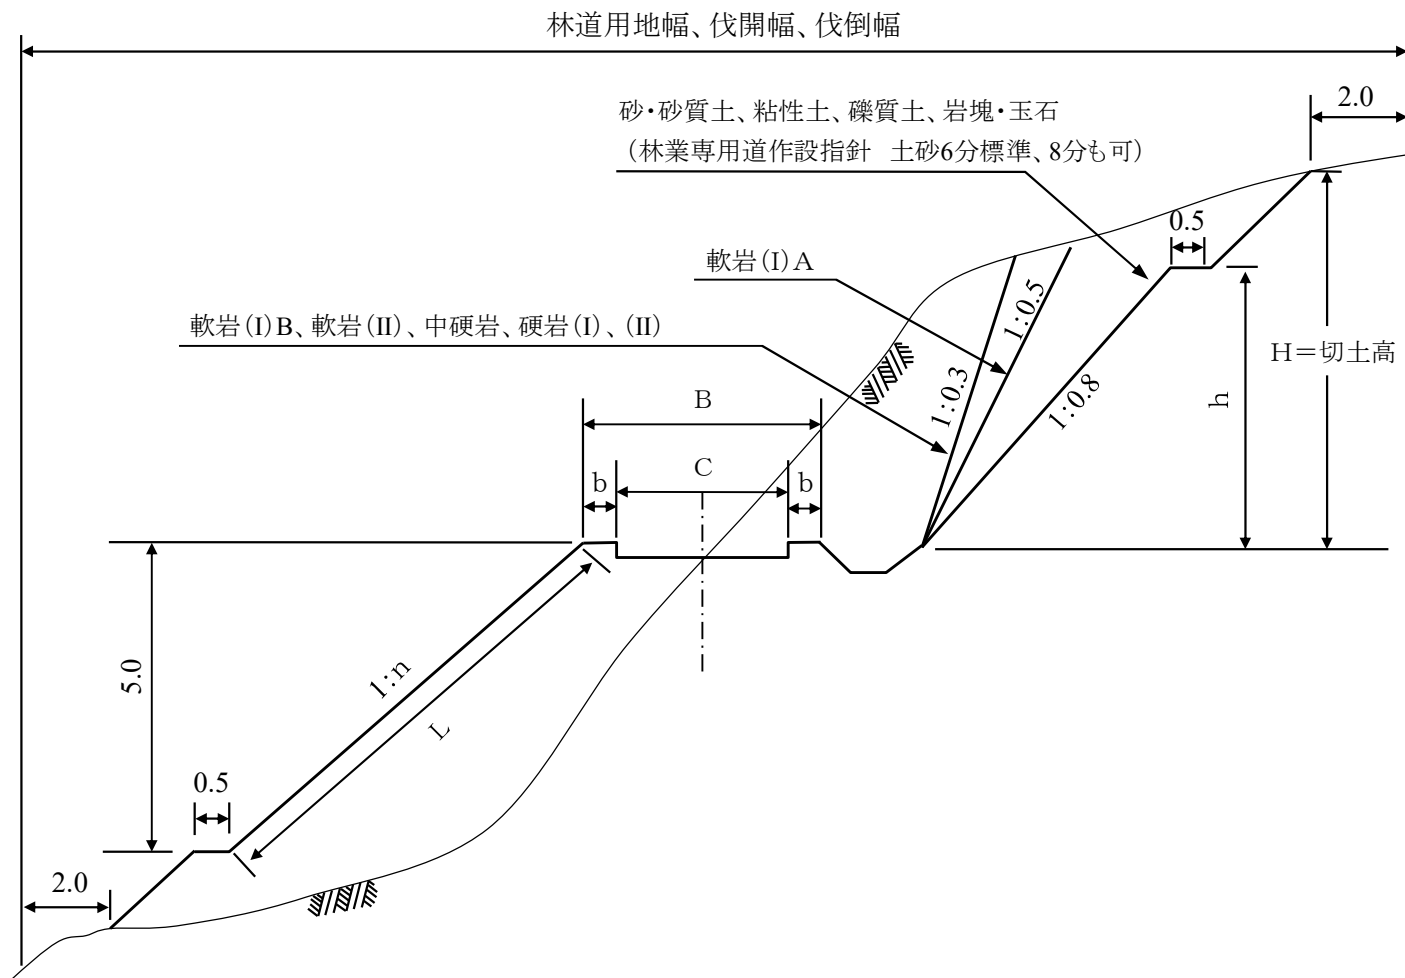 林道用地幅、伐開幅、伐倒幅
2.0
砂・砂質土、粘性土、礫質土、岩塊・玉石
（林業専用道作設指針　土砂6分標準、8分も可）
0.5
軟岩（I）A
1:0.5
軟岩（I）B、軟岩（II）、中硬岩、硬岩（I）、（II）
H＝切土高
1:0.3
1:0.8
h
B
C
b
b
5.0
1:n
L
0.5
2.0